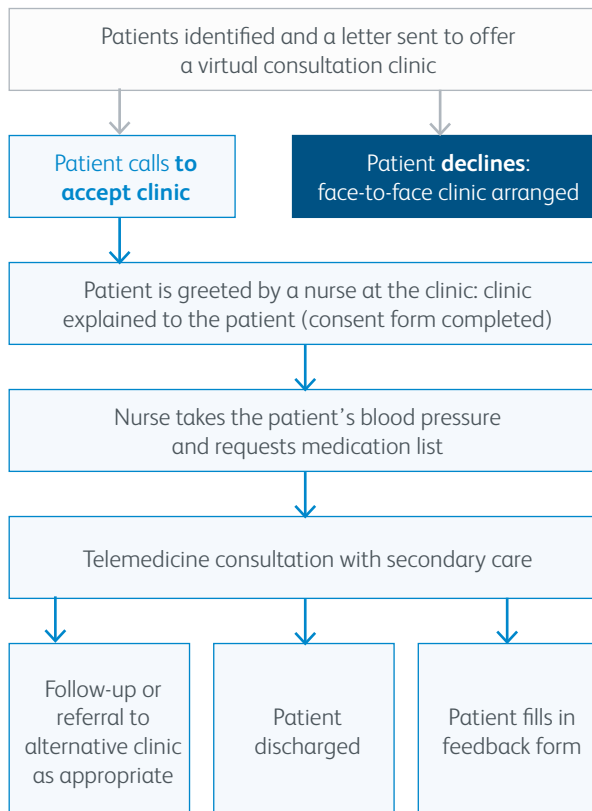 Patients identified and a letter sent to offer
a virtual consultation clinic
Patient calls to
accept clinic
Patient declines:
face-to-face clinic arranged
Patient is greeted by a nurse at the clinic: clinic
explained to the patient (consent form completed)
Nurse takes the patient’s blood pressure
and requests medication list
Telemedicine consultation with secondary care
Follow-up or
referral to
alternative clinic
as appropriate
Patient
discharged
Patient fills in
feedback form